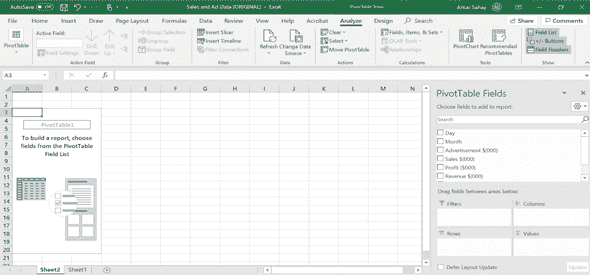 AutoSave Off Sales and Ad Data (ORIGINAL) - Excel PivotTable Tools Amar Sahay
File Home Insert Draw Page Layout Formulas Data Review View Help Acrobat Analyze Design Search Share Comments
PivotTable
Active Field:
Field Settings
Drill Down
Drill Up
Group Selection
Ungroup
Group Field
Insert Slicer
Insert Timeline
Filter Connections
Refresh
Change Data Source
Clear
Select
Move PivotTable
Fields, Items, & Sets
OLAP Tools
Relationships
PivotChart
Recommended PivotTables
Field List
+/- Buttons
Field Headers
Active Field Group Filter Data Actions Calculations Tools Show
A3 fx
A B C D E F G H I J K L M N
1
2
3
4
5
6
7
8
9
10
11
12
13
14
15
16
17
18
19
20
21
PivotTable1
To build a report, choose
fields from the PivotTable
Field List
PivotTable Fields
Choose fields to add to report:
Search
Day
Month
Advertisement $(000)
Sales $(000)
Profit ($000)
Revenue $(000)
Drag fields between areas below:
Filters Columns
Rows Values
Defer Layout Update Update
Sheet2 Sheet1